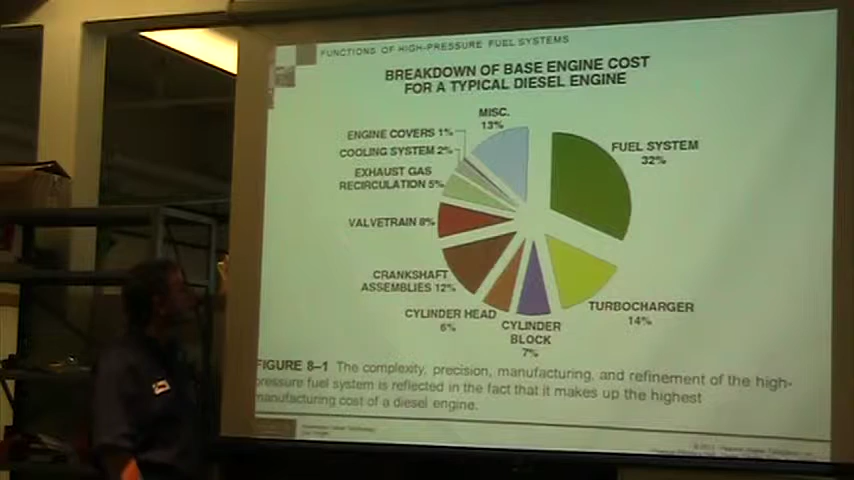 FUNCTIONS OF HIGH-PRESSURE FUEL SYSTEMS
BREAKDOWN OF BASE ENGINE COST
FOR A TYPICAL DIESEL ENGINE
MISC.
13%
ENGINE COVERS 1%
COOLING SYSTEM 2%
EXHAUST GAS
RECIRCULATION 5%
VALVETRAIN 8%
CRANKSHAFT
ASSEMBLIES 12%
CYLINDER HEAD
6%
CYLINDER
BLOCK
7%
TURBOCHARGER
14%
FUEL SYSTEM
32%
FIGURE 8–1 The complexity, precision, manufacturing, and refinement of the high-
pressure fuel system is reflected in the fact that it makes up the highest
manufacturing cost of a diesel engine.